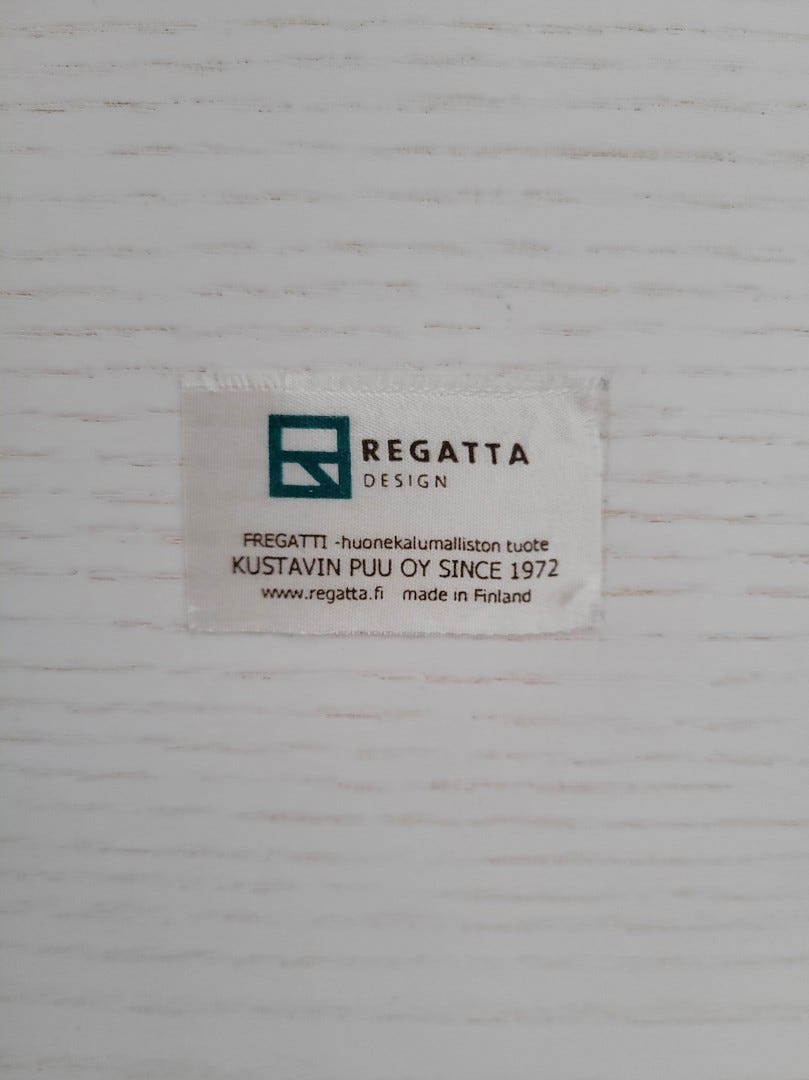 REGATTA
DESIGN
FREGATTI -huonekalumalliston tuote
KUSTAVIN PUU OY SINCE 1972
www.regatta.fi made in Finland